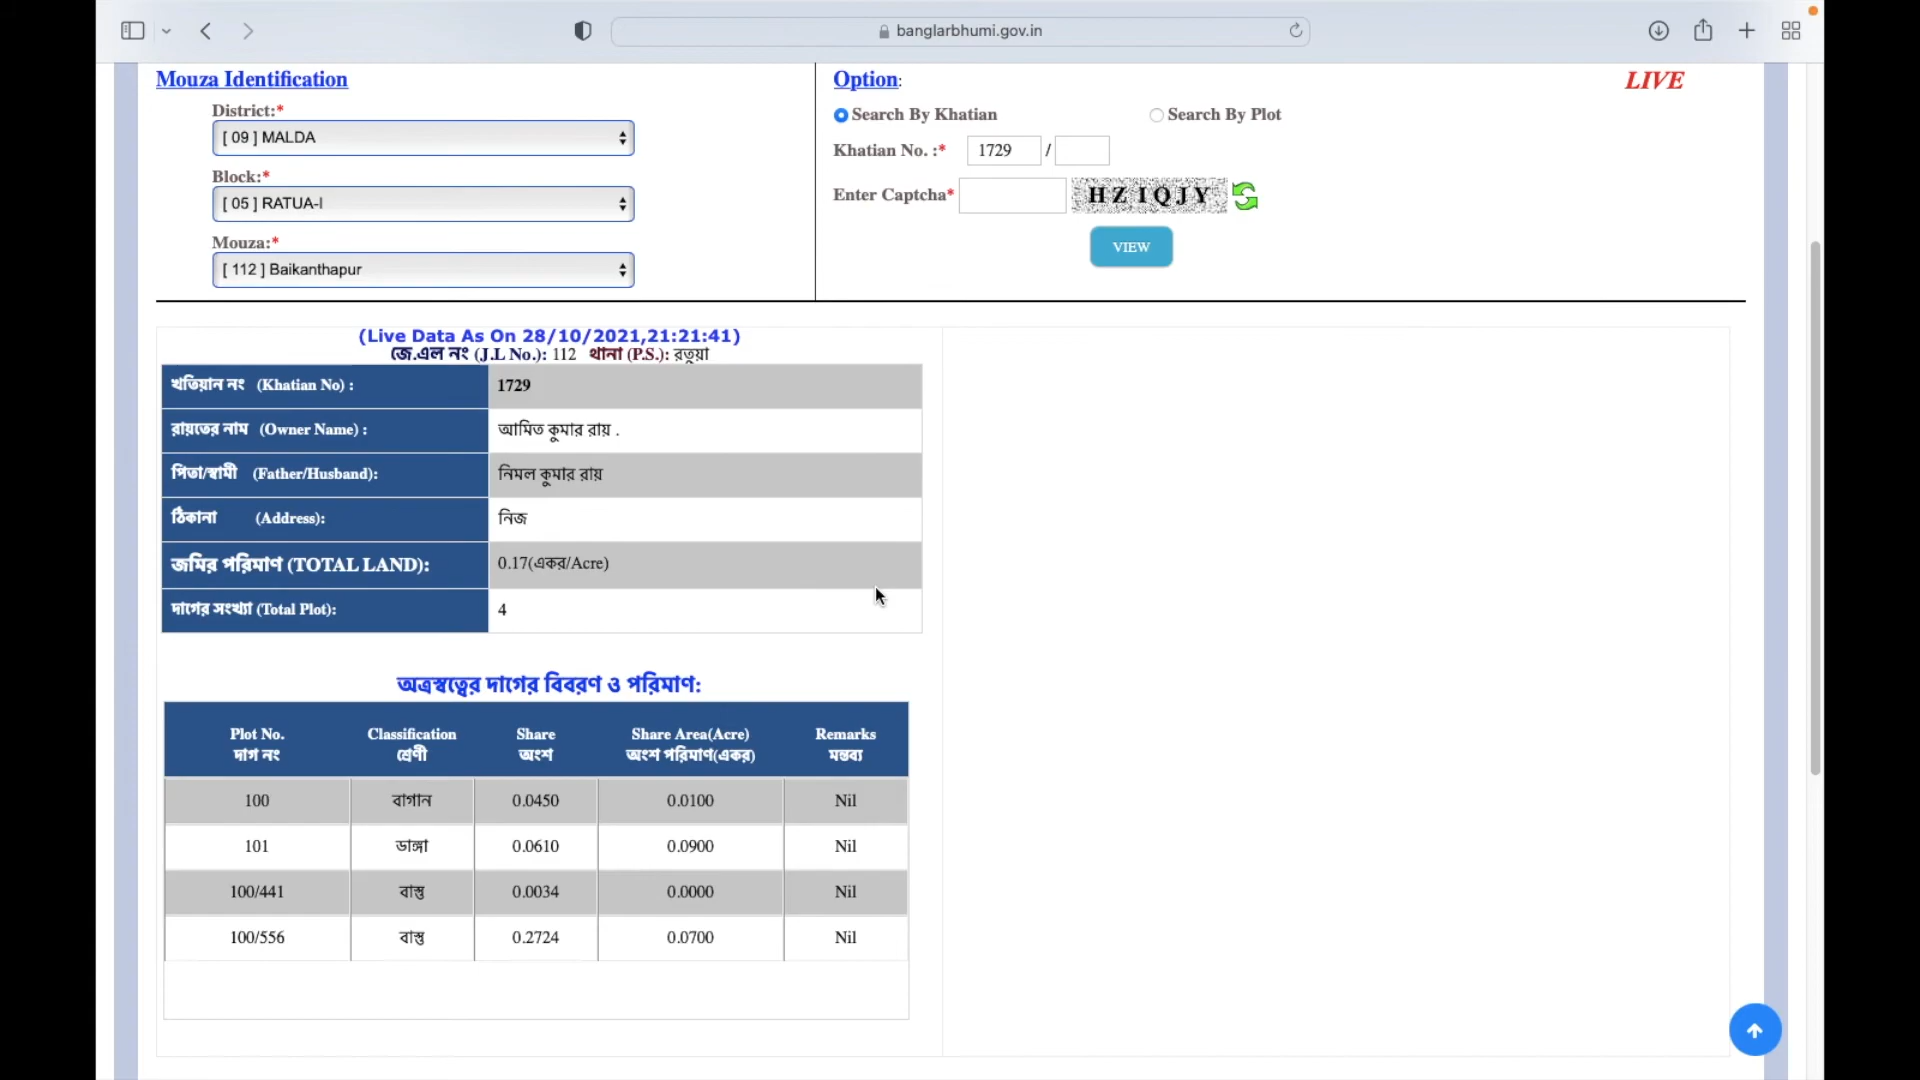 banglarbhumi.gov.in
Mouza Identification
District:*
[ 09 ] MALDA
Block:*
[ 05 ] RATUA-I
Mouza:*
[ 112 ] Baikanthapur
Option:
LIVE
Search By Khatian
Search By Plot
Khatian No. :* 1729 /
Enter Captcha* HZIQJY
VIEW
(Live Data As On 28/10/2021,21:21:41)
জে.এল নং (J.L No.): 112 থানা (P.S.): রতুয়া
খতিয়ান নং (Khatian No) : 1729
রায়তের নাম (Owner Name) : আমিত কুমার রায় .
পিতা/স্বামী (Father/Husband): নিমল কুমার রায়
ঠিকানা (Address): নিজ
জমির পরিমাণ (TOTAL LAND): 0.17(একর/Acre)
দাগের সংখ্যা (Total Plot): 4
অত্রস্বত্বের দাগের বিবরণ ও পরিমাণ:
Plot No. Classification Share Share Area(Acre) Remarks
দাগ নং শ্রেণী অংশ অংশ পরিমাণ(একর) মন্তব্য
100 বাগান 0.0450 0.0100 Nil
101 ডাঙ্গা 0.0610 0.0900 Nil
100/441 বাস্তু 0.0034 0.0000 Nil
100/556 বাস্তু 0.2724 0.0700 Nil